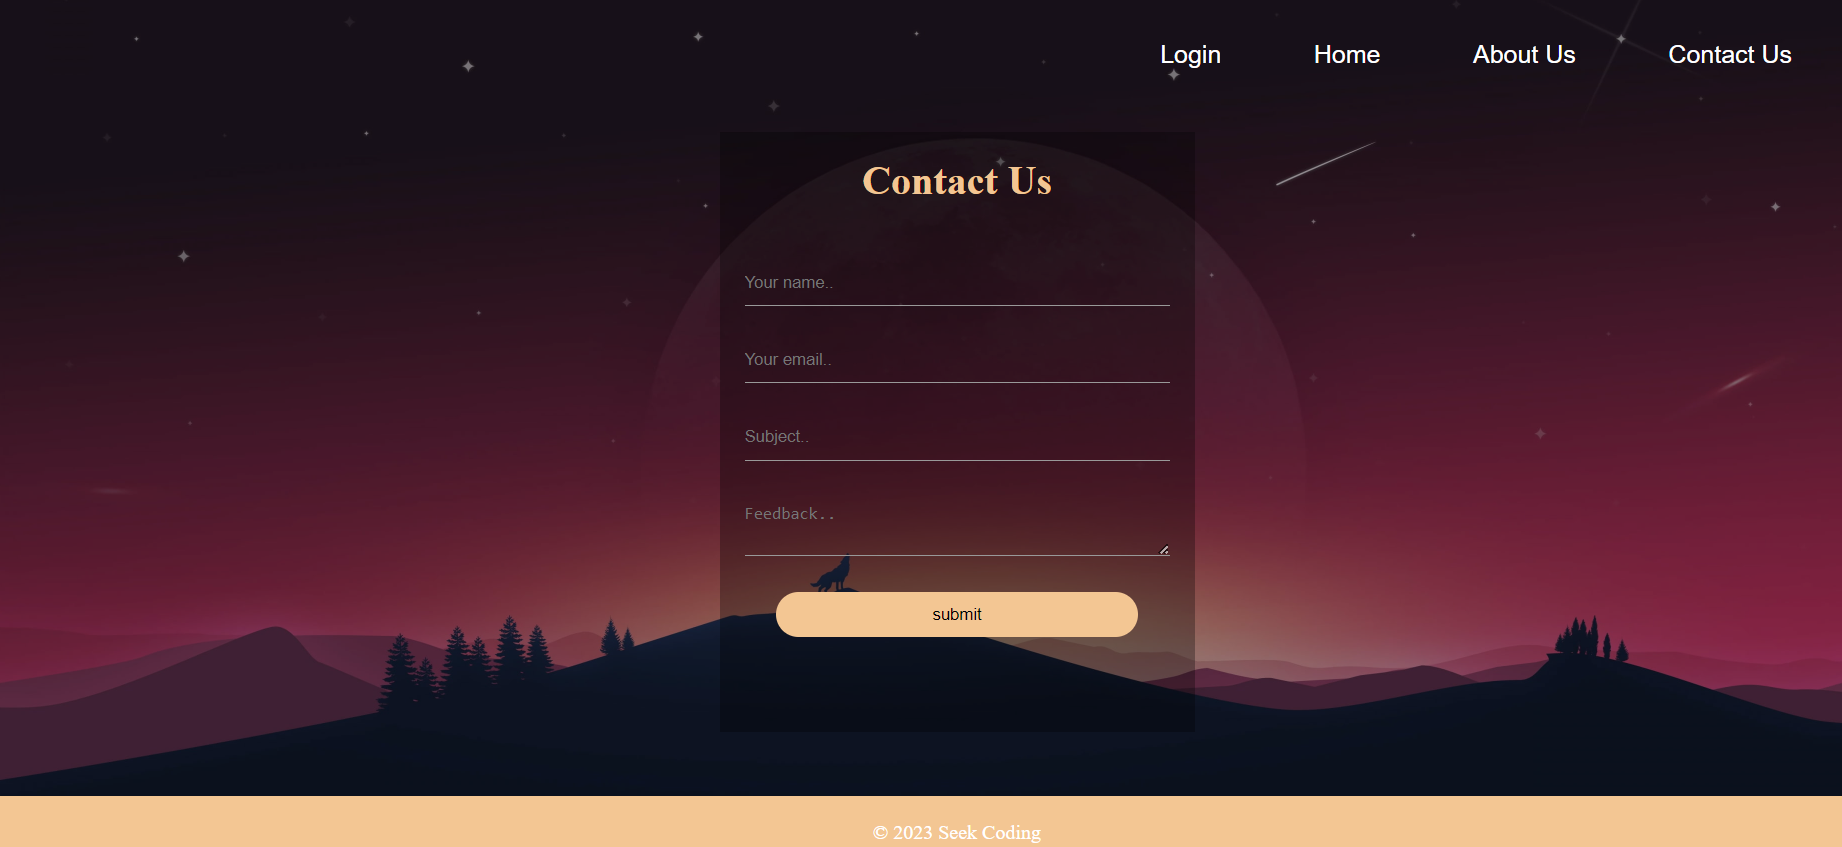 Login Home About Us Contact Us
Contact Us
Your name..
Your email..
Subject..
Feedback..
submit
© 2023 Seek Coding